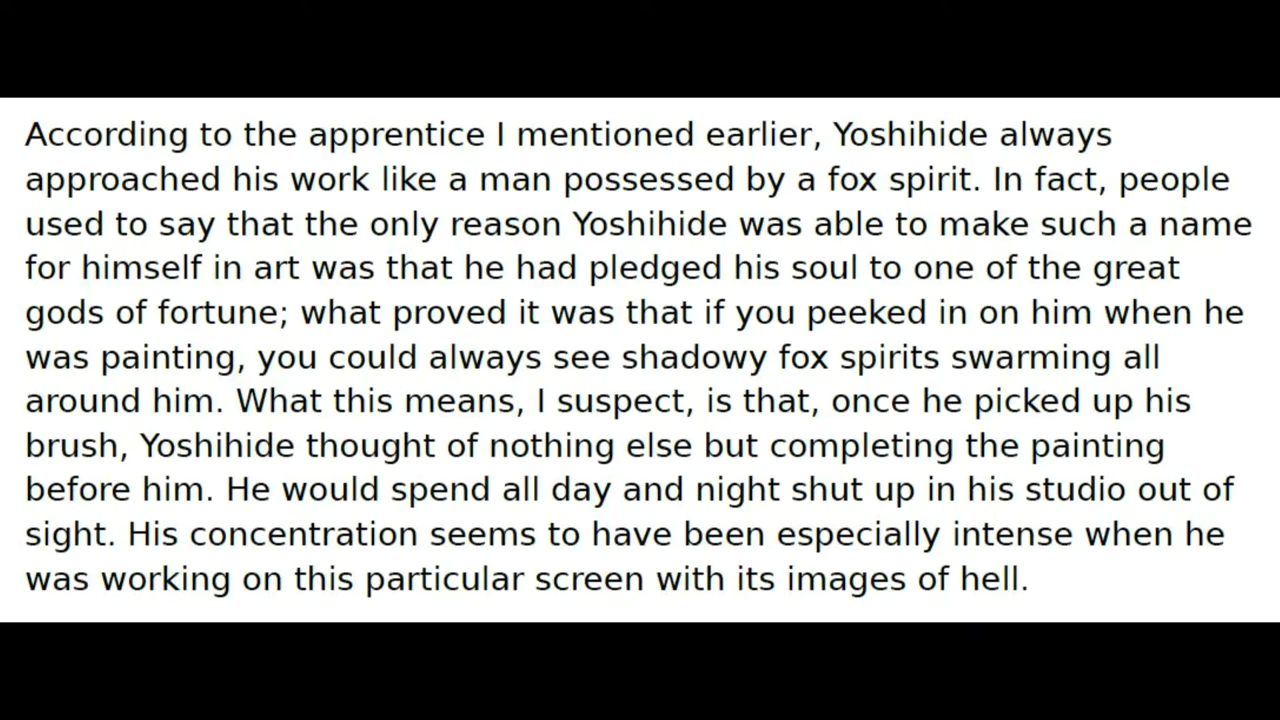 According to the apprentice I mentioned earlier, Yoshihide always
approached his work like a man possessed by a fox spirit. In fact, people
used to say that the only reason Yoshihide was able to make such a name
for himself in art was that he had pledged his soul to one of the great
gods of fortune; what proved it was that if you peeked in on him when he
was painting, you could always see shadowy fox spirits swarming all
around him. What this means, I suspect, is that, once he picked up his
brush, Yoshihide thought of nothing else but completing the painting
before him. He would spend all day and night shut up in his studio out of
sight. His concentration seems to have been especially intense when he
was working on this particular screen with its images of hell.